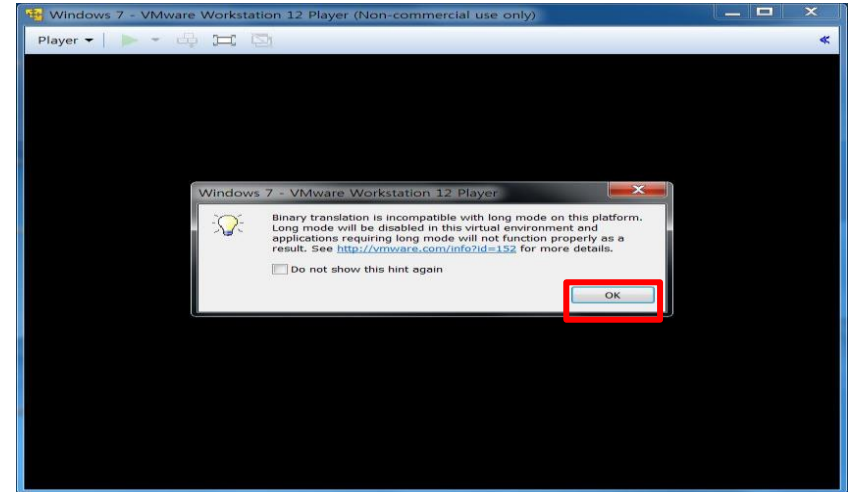 Windows 7 - VMware Workstation 12 Player (Non-commercial use only)
Player
Windows 7 - VMware Workstation 12 Player
Binary translation is incompatible with long mode on this platform.
Long mode will be disabled in this virtual environment and
applications requiring long mode will not function properly as a
result. See http://vmware.com/info?id=152 for more details.
Do not show this hint again
OK